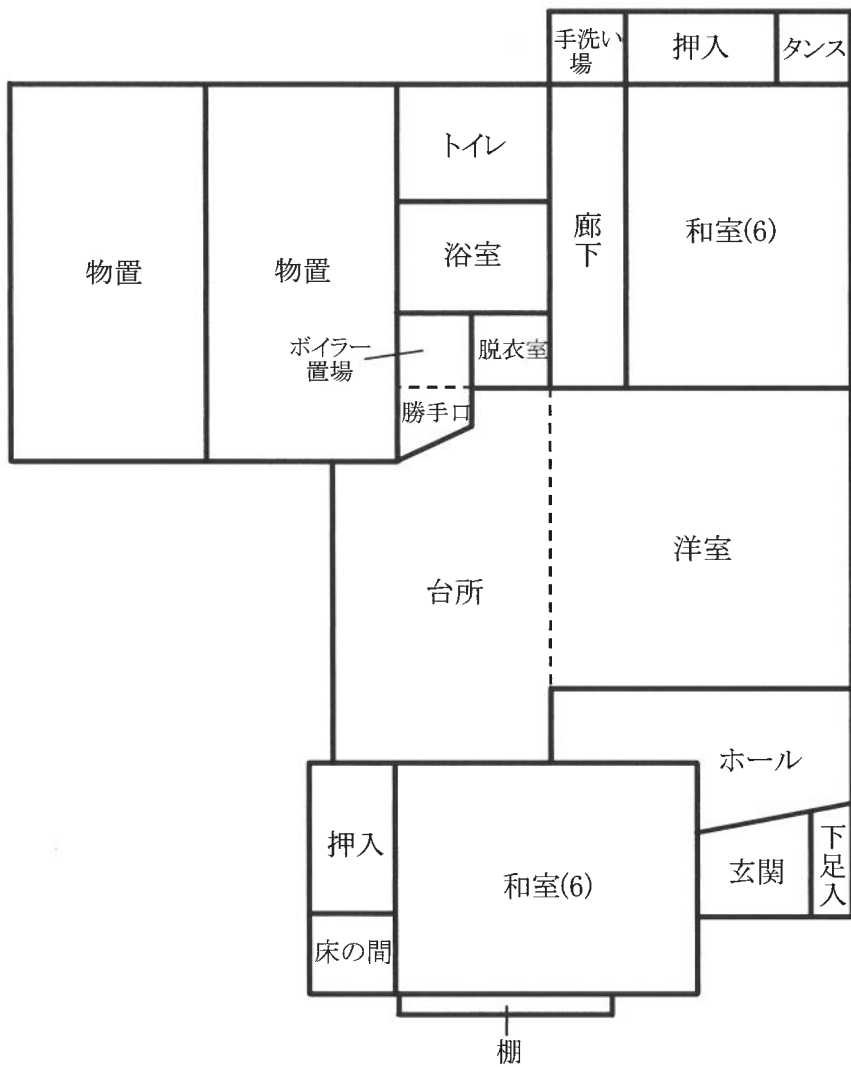 手洗い
場
押入
タンス
トイレ
廊下
和室(6)
浴室
物置
物置
ボイラー
置場
脱衣室
勝手口
洋室
台所
ホール
押入
和室(6)
玄関
下足入
床の間
棚